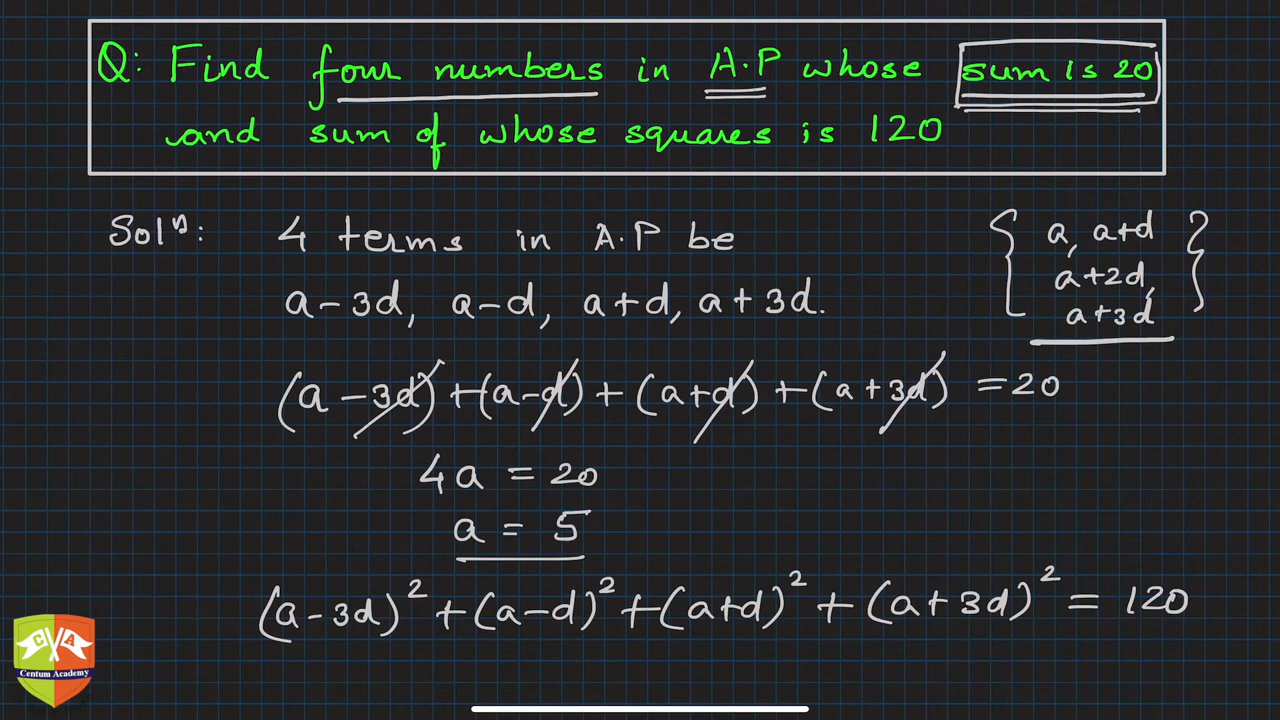 Q: Find four numbers in A.P whose sum is 20
and sum of whose squares is 120
Solⁿ: 4 terms in A.P be
a-3d, a-d, a+d, a+3d.
{ a, a+d
a+2d,
a+3d }
(a-3d)+(a-d)+(a+d)+(a+3d) = 20
4a = 20
a = 5
(a-3d)²+(a-d)²+(a+d)²+(a+3d)² = 120
C A
Centum Academy